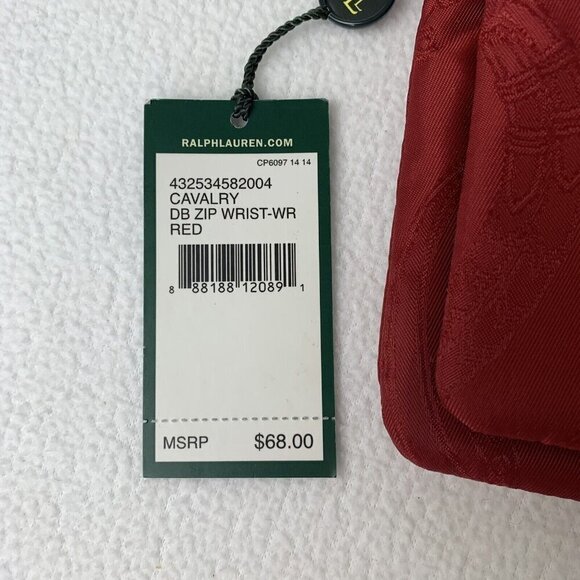 RALPHLAUREN.COM
CP6097 14 14
432534582004
CAVALRY
DB ZIP WRIST-WR
RED
8 88188 12089 1
MSRP $68.00